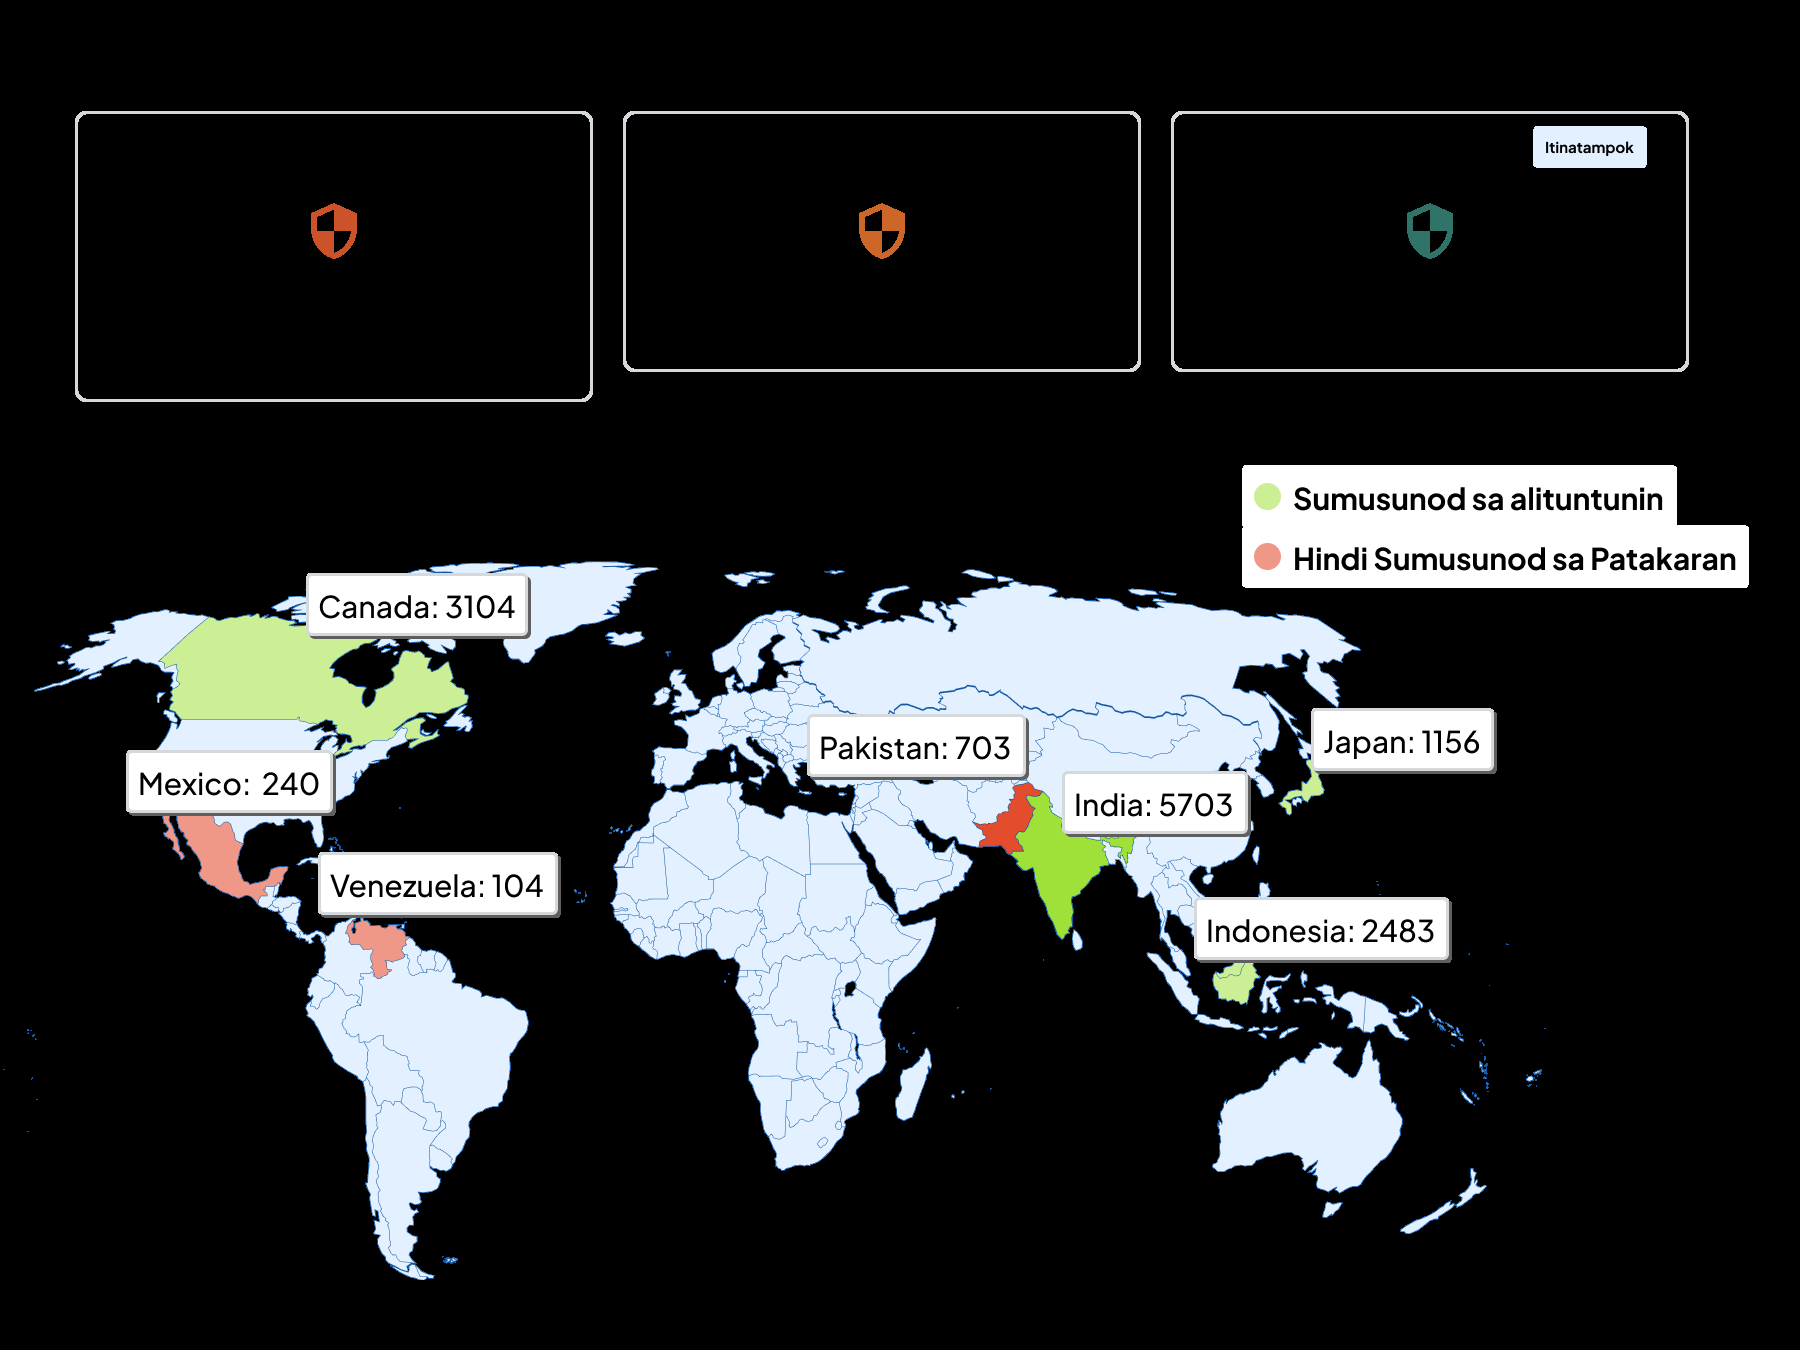 Itinatampok
Sumusunod sa alituntunin
Hindi Sumusunod sa Patakaran
Canada: 3104
Japan: 1156
Pakistan: 703
Mexico: 240
India: 5703
Venezuela: 104
Indonesia: 2483